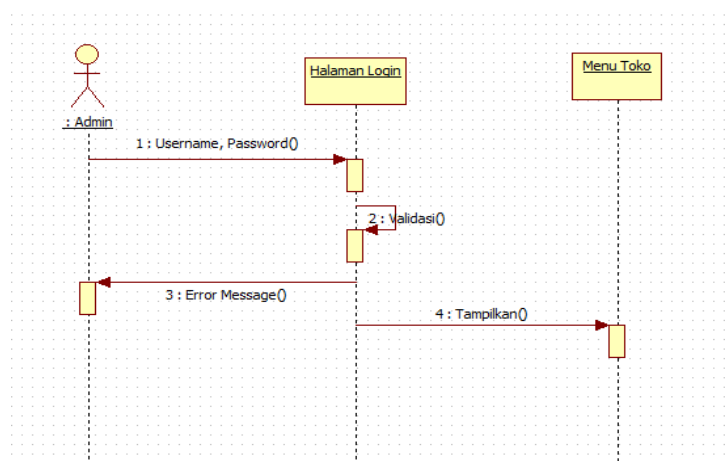 Halaman Login
Menu Toko
: Admin
1 : Username, Password()
2 : Validasi()
3 : Error Message()
4 : Tampilkan()